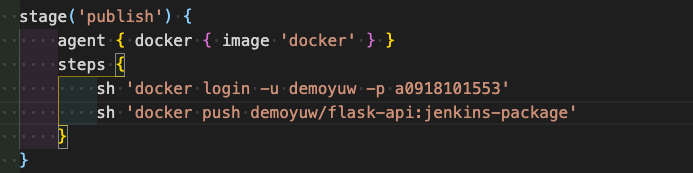 stage('publish') {
agent { docker { image 'docker' } }
steps {
sh 'docker login -u demoyuw -p a0918101553'
sh 'docker push demoyuw/flask-api:jenkins-package'
}
}